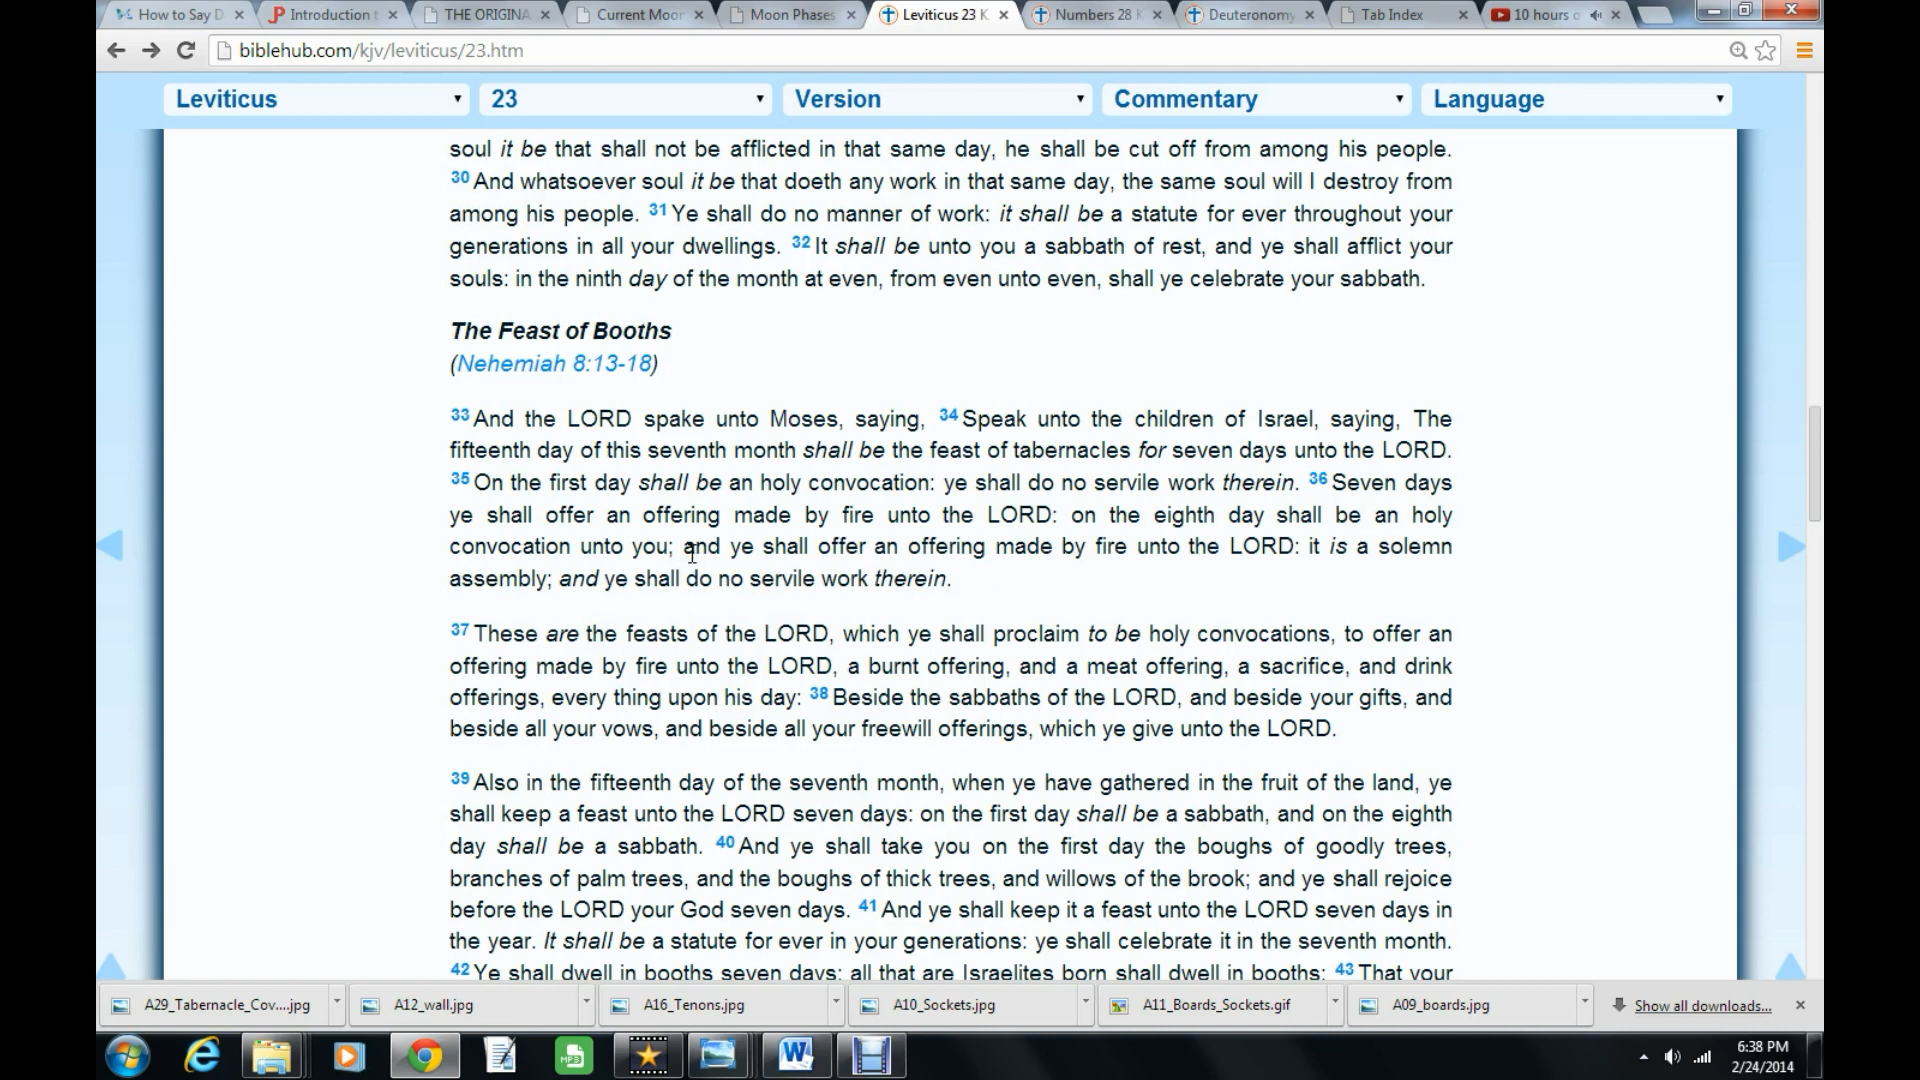 How to Say D
Introduction t
THE ORIGINA
Current Moon
Moon Phases
Leviticus 23 K
Numbers 28 K
Deuteronomy
Tab Index
10 hours o
biblehub.com/kjv/leviticus/23.htm
Leviticus 23 Version Commentary Language
soul it be that shall not be afflicted in that same day, he shall be cut off from among his people.
30 And whatsoever soul it be that doeth any work in that same day, the same soul will I destroy from
among his people. 31 Ye shall do no manner of work: it shall be a statute for ever throughout your
generations in all your dwellings. 32 It shall be unto you a sabbath of rest, and ye shall afflict your
souls: in the ninth day of the month at even, from even unto even, shall ye celebrate your sabbath.
The Feast of Booths
(Nehemiah 8:13-18)
33 And the LORD spake unto Moses, saying, 34 Speak unto the children of Israel, saying, The
fifteenth day of this seventh month shall be the feast of tabernacles for seven days unto the LORD.
35 On the first day shall be an holy convocation: ye shall do no servile work therein. 36 Seven days
ye shall offer an offering made by fire unto the LORD: on the eighth day shall be an holy
convocation unto you; and ye shall offer an offering made by fire unto the LORD: it is a solemn
assembly; and ye shall do no servile work therein.
37 These are the feasts of the LORD, which ye shall proclaim to be holy convocations, to offer an
offering made by fire unto the LORD, a burnt offering, and a meat offering, a sacrifice, and drink
offerings, every thing upon his day: 38 Beside the sabbaths of the LORD, and beside your gifts, and
beside all your vows, and beside all your freewill offerings, which ye give unto the LORD.
39 Also in the fifteenth day of the seventh month, when ye have gathered in the fruit of the land, ye
shall keep a feast unto the LORD seven days: on the first day shall be a sabbath, and on the eighth
day shall be a sabbath. 40 And ye shall take you on the first day the boughs of goodly trees,
branches of palm trees, and the boughs of thick trees, and willows of the brook; and ye shall rejoice
before the LORD your God seven days. 41 And ye shall keep it a feast unto the LORD seven days in
the year. It shall be a statute for ever in your generations: ye shall celebrate it in the seventh month.
42 Ye shall dwell in booths seven days; all that are Israelites born shall dwell in booths: 43 That your
A29_Tabernacle_Cov....jpg
A12_wall.jpg
A16_Tenons.jpg
A10_Sockets.jpg
A11_Boards_Sockets.gif
A09_boards.jpg
Show all downloads...
MP3
6:38 PM
2/24/2014